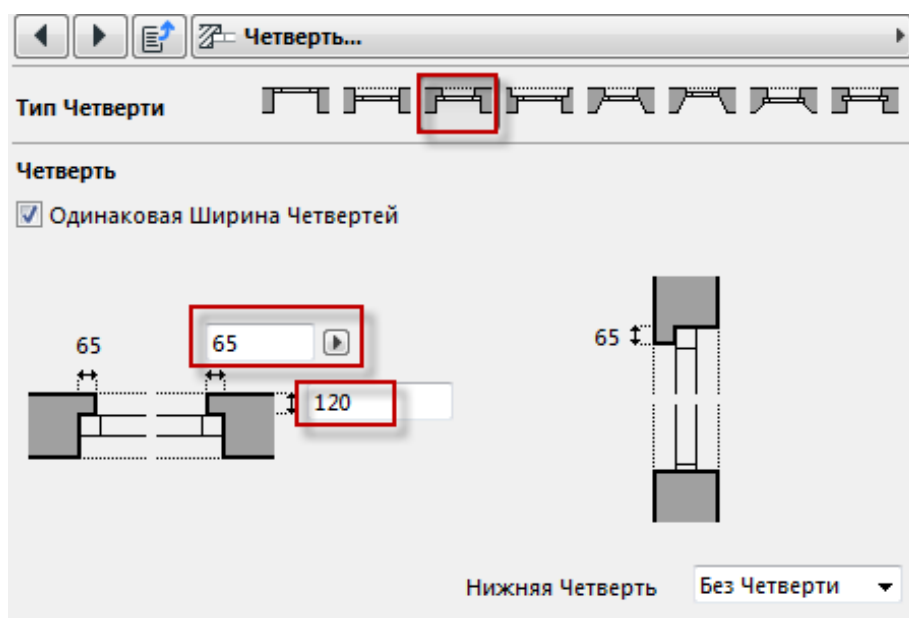 Четверть...
Тип Четверти
Четверть
Одинаковая Ширина Четвертей
65
65
65
120
Нижняя Четверть
Без Четверти